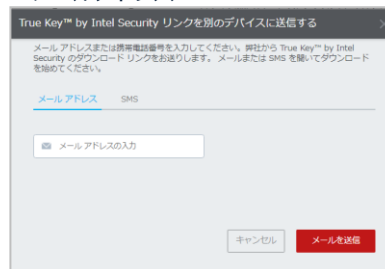 True Key™ by Intel Security リンクを別のデバイスに送信する
メール アドレスまたは携帯電話番号を入力してください。弊社から True Key™ by Intel
Security のダウンロード リンクをお送りします。 メールまたは SMS を開いてダウンロード
を始めてください。
メール アドレス SMS
メール アドレスの入力
キャンセル メールを送信